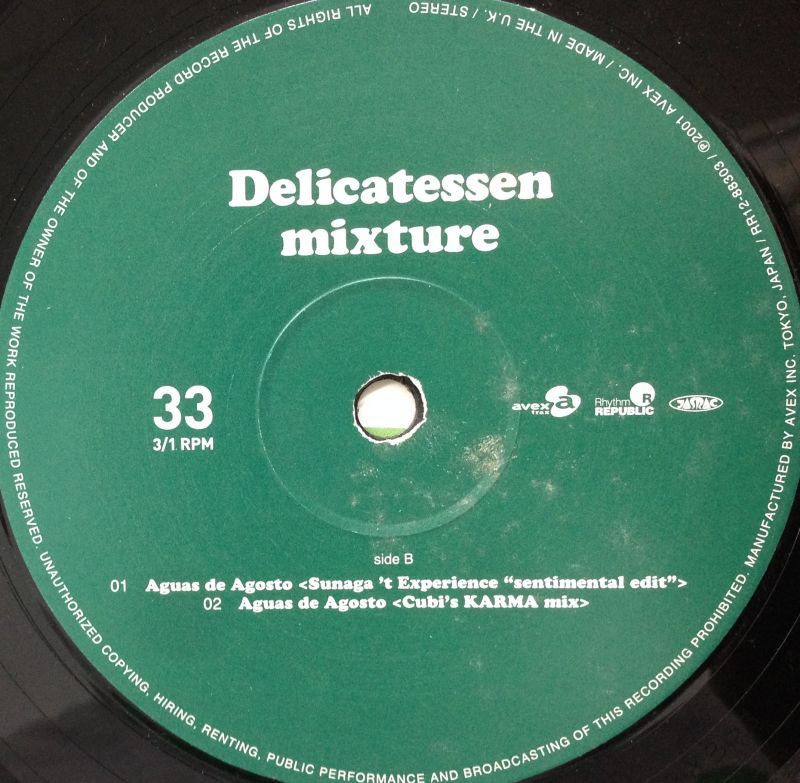 Delicatessen
mixture
33
3/1 RPM
avex
trax
a
Rhythm
REPUBLIC
R
JASRAC
side B
01 Aguas de Agosto <Sunaga 't Experience “sentimental edit”>
02 Aguas de Agosto <Cubi's KARMA mix>
ALL RIGHTS OF THE RECORD PRODUCER AND OF THE OWNER OF THE WORK REPRODUCED RESERVED. UNAUTHORIZED COPYING, HIRING, RENTING, PUBLIC PERFORMANCE AND BROADCASTING OF THIS RECORDING PROHIBITED. MANUFACTURED BY AVEX INC. TOKYO, JAPAN / RR12-88303 / ℗2001 AVEX INC. / MADE IN THE U.K. / STEREO